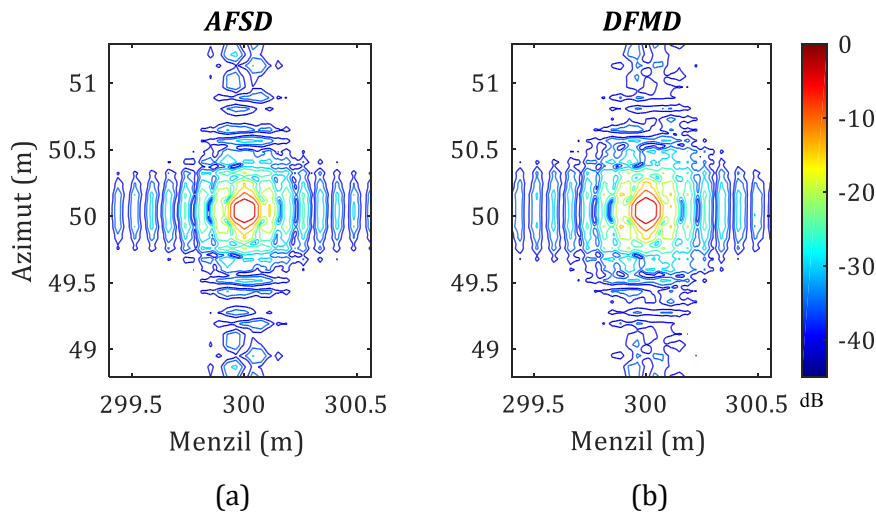 AFSD DFMD
51 51 0
50.5 50.5 -10
Azimut (m) 50 50 -20
49.5 49.5 -30
49 49 -40
299.5 300 300.5 299.5 300 300.5 dB
Menzil (m) Menzil (m)
(a) (b)